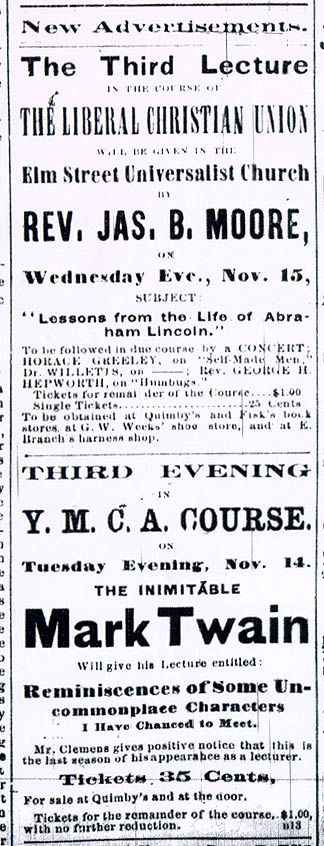 New Advertisements.
The Third Lecture
IN THE COURSE OF
THE LIBERAL CHRISTIAN UNION
WILL BE GIVEN IN THE
Elm Street Universalist Church
BY
REV. JAS. B. MOORE,
ON
Wednesday Eve., Nov. 15,
SUBJECT:
"Lessons from the Life of Abra-
ham Lincoln."
To be followed in due course by a CONCERT;
HORACE GREELEY, on "Self-Made Men,"
Dr. WILLETTS, on ——; Rev. GEORGE H.
HEPWORTH, on "Humbugs."
Tickets for remai der of the Course....$1.00
Single Tickets....................25 Cents
To be obtained at Quimby's and Fisk's book
stores, at G. W. Weeks' shoe store, and at E.
Branch's harness shop.
THIRD EVENING
IN
Y. M. C. A. COURSE.
ON
Tuesday Evening, Nov. 14.
THE INIMITABLE
Mark Twain
Will give his Lecture entitled:
Reminiscences of Some Un-
commonplace Characters
I Have Chanced to Meet.
Mr. Clemens gives positive notice that this is
the last season of his appearance as a lecturer.
Tickets 35 Cents,
For sale at Quimby's and at the door.
Tickets for the remainder of the course, $1.00,
with no further reduction. n13